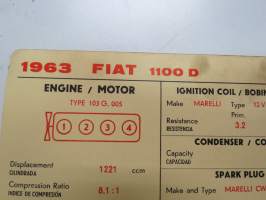 1963 FIAT 1100 D
ENGINE / MOTOR
TYPE 103 G. 005
1 2 3 4
Displacement 1221 ccm
CILINDRADA
Compression Ratio 8.1 : 1
INDICE DE COMPRESIÓN
IGNITION COIL / BOBIN
Make MARELLI Type 12 V
Prim.
Resistance 3.2
RESISTENCIA
CONDENSER / CO
Capacity
CAPACIDAD
SPARK PLUG
Make and Type MARELLI CW